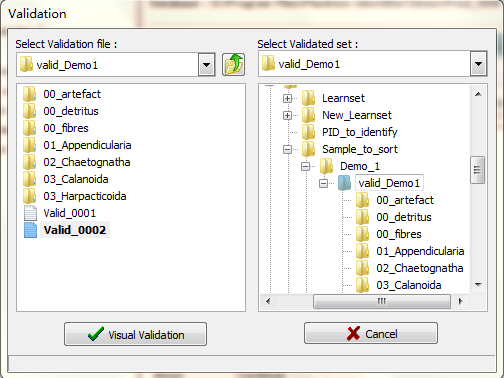 Validation
Select Validation file :
valid_Demo1
00_artefact
00_detritus
00_fibres
01_Appendicularia
02_Chaetognatha
03_Calanoida
03_Harpacticoida
Valid_0001
Valid_0002
Visual Validation
Select Validated set :
valid_Demo1
Learnset
New_Learnset
PID_to_identify
Sample_to_sort
Demo_1
valid_Demo1
00_artefact
00_detritus
00_fibres
01_Appendicularia
02_Chaetognatha
03_Calanoida
Cancel